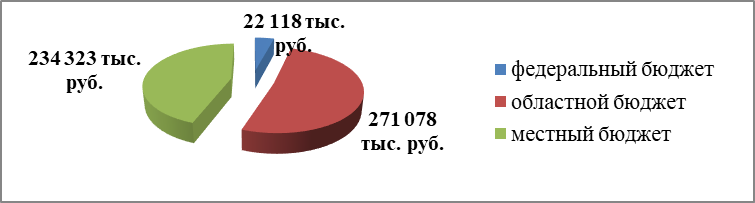 22 118 тыс.
руб.
234 323 тыс.
руб.
271 078
тыс. руб.
федеральный бюджет
областной бюджет
местный бюджет